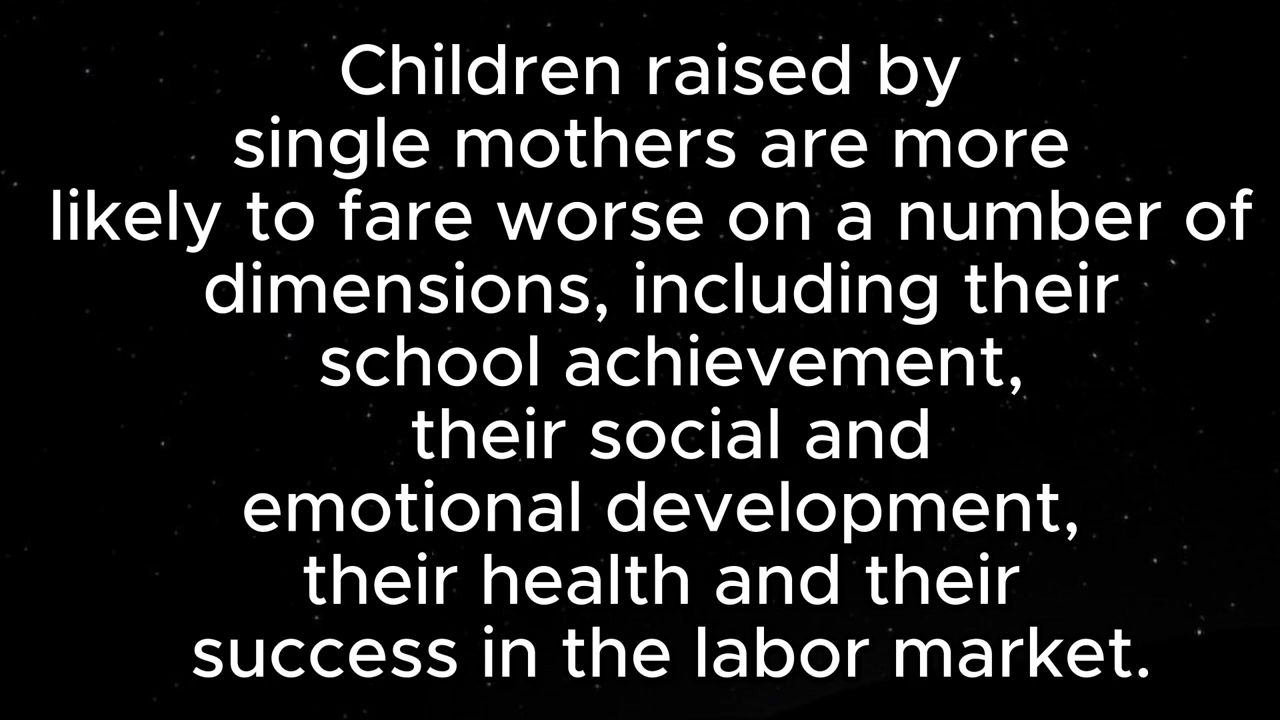 Children raised by
single mothers are more
likely to fare worse on a number of
dimensions, including their
school achievement,
their social and
emotional development,
their health and their
success in the labor market.